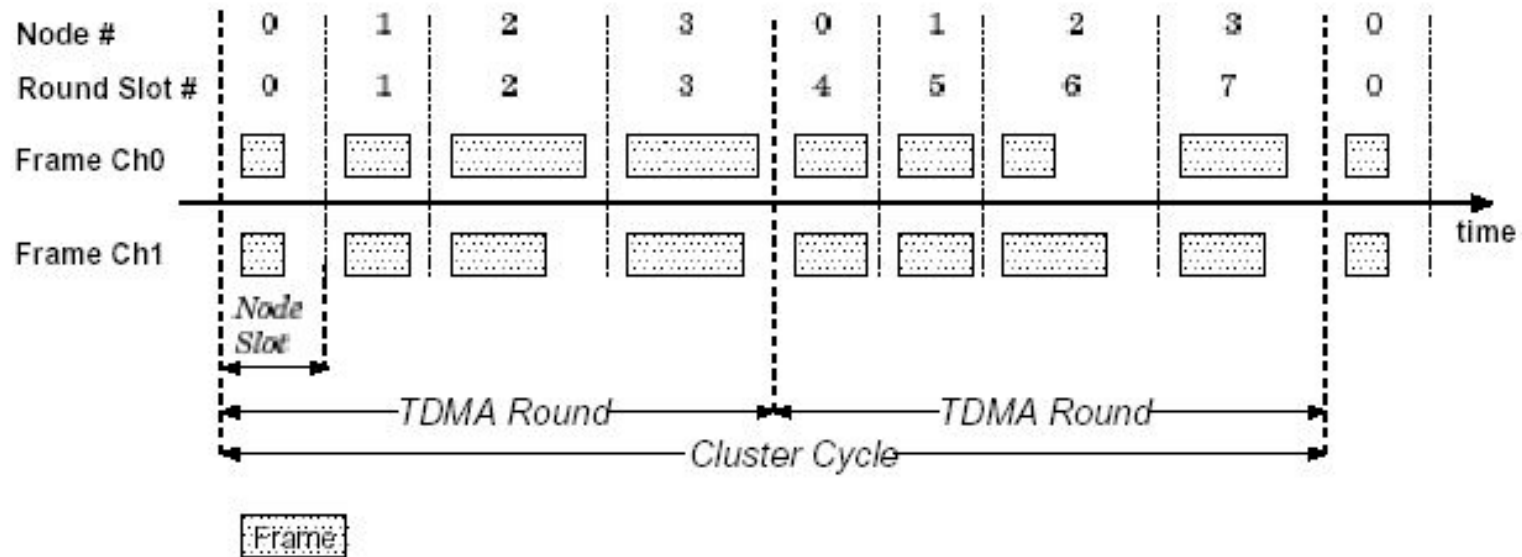 Node # 0 1 2 3 0 1 2 3 0
Round Slot # 0 1 2 3 4 5 6 7 0
Frame Ch0
time
Frame Ch1
Node
Slot
TDMA Round TDMA Round
Cluster Cycle
Frame